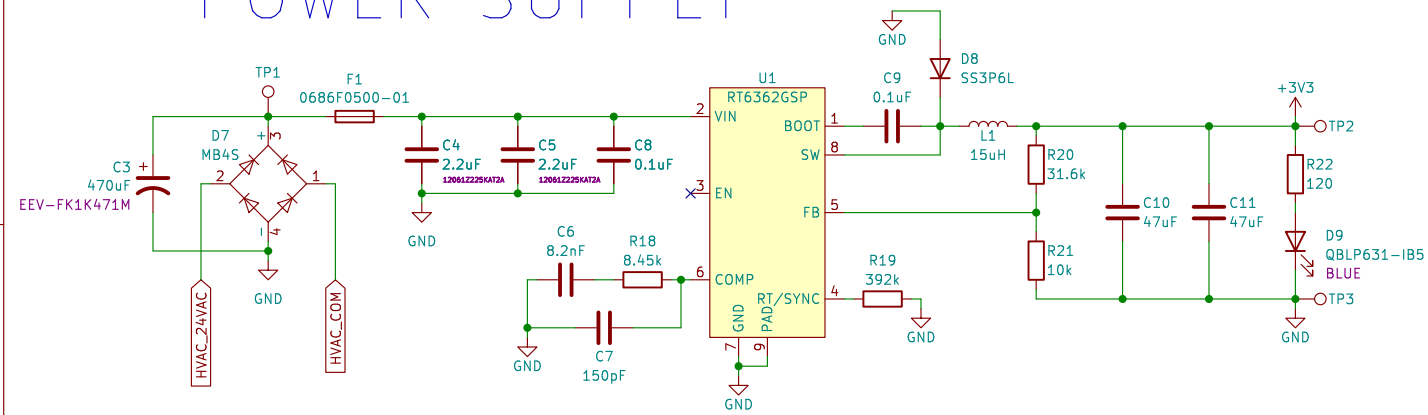 POWER SUPPLY
TP1
F1
0686F0500-01
D7
MB4S
+
3
2
1
-
4
C3
470uF
EEV-FK1K471M
+
GND
HVAC_24VAC
HVAC_COM
C4
2.2uF
12061Z225KAT2A
C5
2.2uF
12061Z225KAT2A
C8
0.1uF
GND
C6
8.2nF
R18
8.45k
C7
150pF
GND
U1
RT6362GSP
2
VIN
3
EN
6
COMP
BOOT
1
SW
8
FB
5
RT/SYNC
4
GND
7
PAD
9
GND
R19
392k
GND
GND
D8
SS3P6L
C9
0.1uF
L1
15uH
R20
31.6k
R21
10k
C10
47uF
C11
47uF
+3V3
TP2
R22
120
D9
QBLP631-IB5
BLUE
TP3
GND